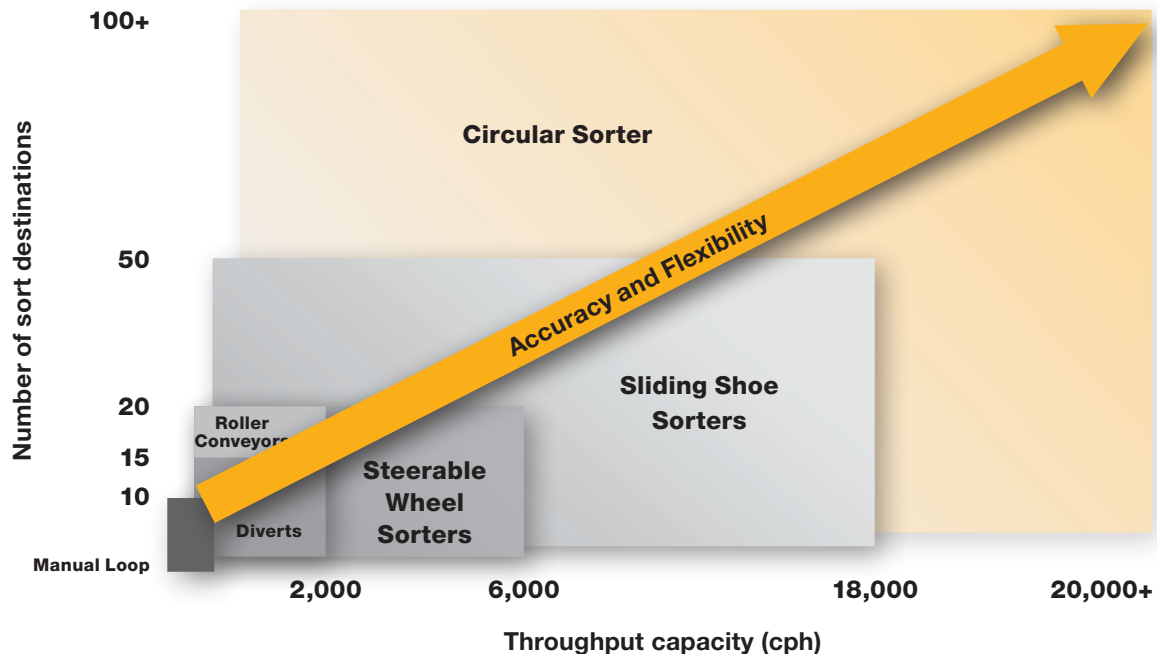 100+
Circular Sorter
Number of sort destinations
50
Accuracy and Flexibility
Sliding Shoe
Sorters
20
Roller
Conveyors
15
Steerable
Wheel
Sorters
10
Diverts
Manual Loop
2,000
6,000
18,000
20,000+
Throughput capacity (cph)